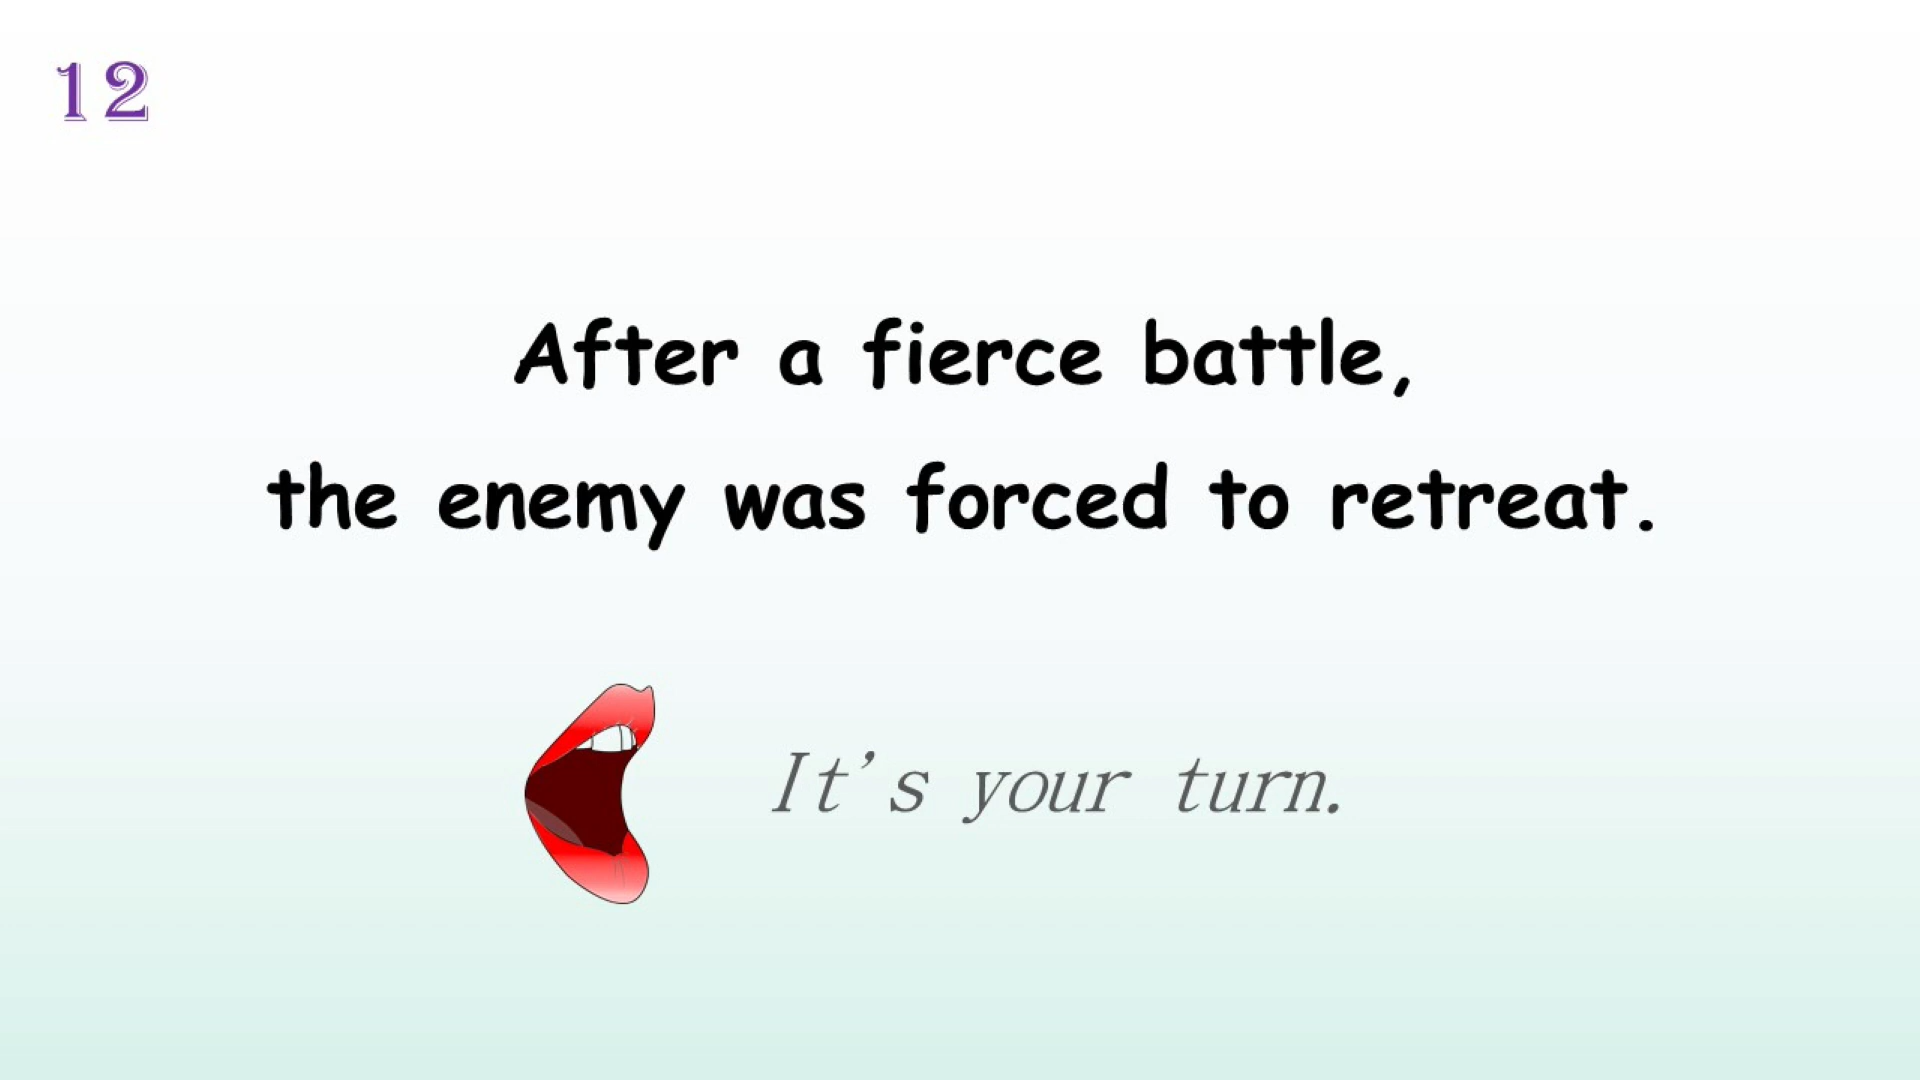 12
After a fierce battle,
the enemy was forced to retreat.
It's your turn.